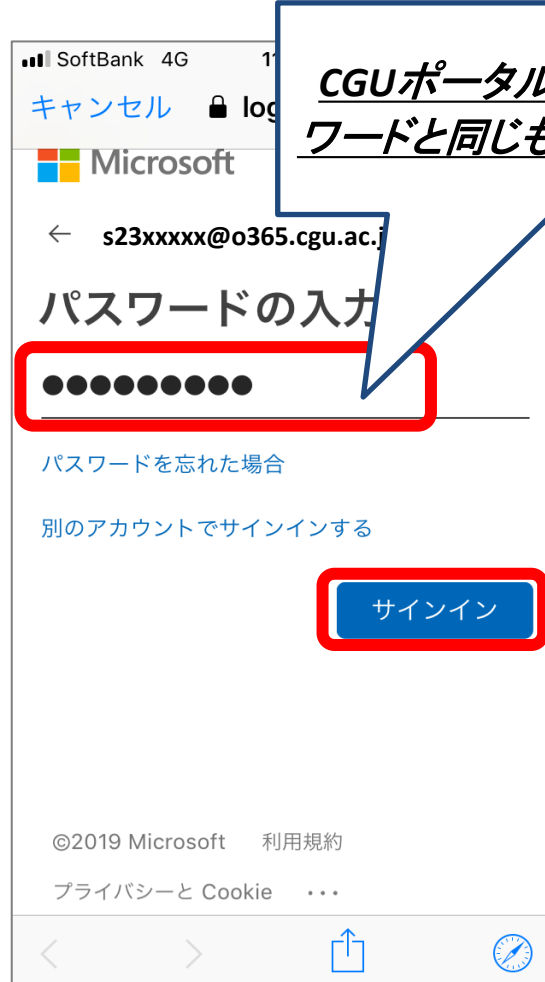 SoftBank 4G
CGUポータル
ワードと同じ
キャンセル
Microsoft
s23xxxxx@o365.cgu.ac.j
パスワードの入力
●●●●●●●●●
パスワードを忘れた場合
別のアカウントでサインインする
サインイン
©2019 Microsoft 利用規約
プライバシーと Cookie ...